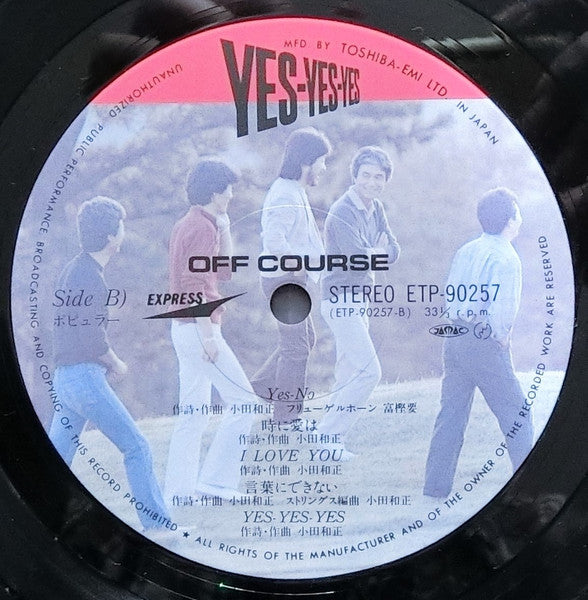 MFD BY TOSHIBA-EMI LTD IN JAPAN
YES-YES-YES
OFF COURSE
Side B)
ポピュラー
EXPRESS
STEREO ETP-90257
(ETP-90257-B) 33⅓ r.p.m.
JASRAC
Yes-No
作詩・作曲 小田和正 フリューゲルホーン 富樫要
時に愛は
作詩・作曲 小田和正
I LOVE YOU
作詩・作曲 小田和正
言葉にできない
作詩・作曲 小田和正 ストリングス編曲 小田和正
YES-YES-YES
作詩・作曲 小田和正
UNAUTHORIZED PUBLIC PERFORMANCE BROADCASTING AND COPYING OF THIS RECORD PROHIBITED ★ ALL RIGHTS OF THE MANUFACTURER AND OF THE OWNER OF THE RECORDED WORK ARE RESERVED